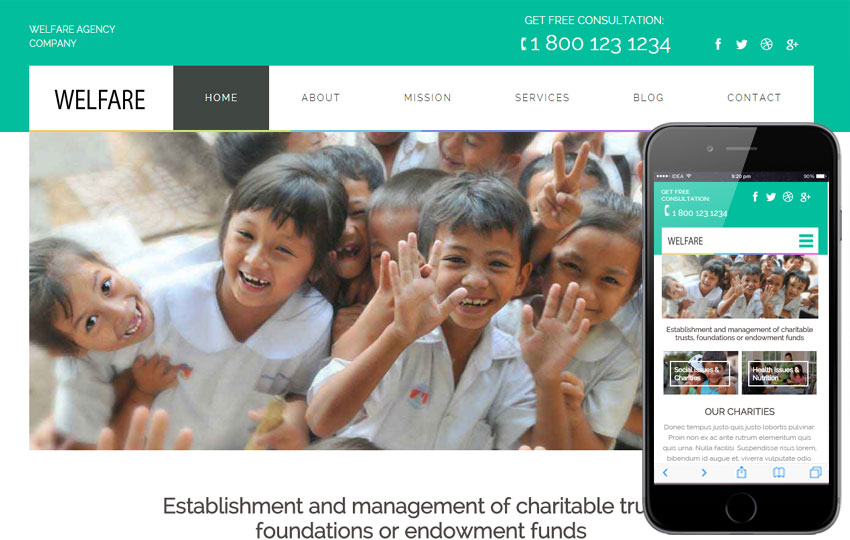 WELFARE AGENCY
COMPANY
GET FREE CONSULTATION:
1 800 123 1234
WELFARE
HOME
ABOUT
MISSION
SERVICES
BLOG
CONTACT
Establishment and management of charitable
foundations or endowment funds
IDEA
9:20 pm
90%
GET FREE
CONSULTATION:
1 800 123 1234
WELFARE
Establishment and management of charitable
trusts, foundations or endowment funds
Social Issues &
Charities
Health Issues &
Nutrition
OUR CHARITIES
Donec tempus justo quis justo lobortis pulvinar.
Proin non ex ac ante rutrum elementum quis
quis urna. Nulla facilisi. Suspendisse risus lorem,
bibendum id augue et, viverra vulputate odio.